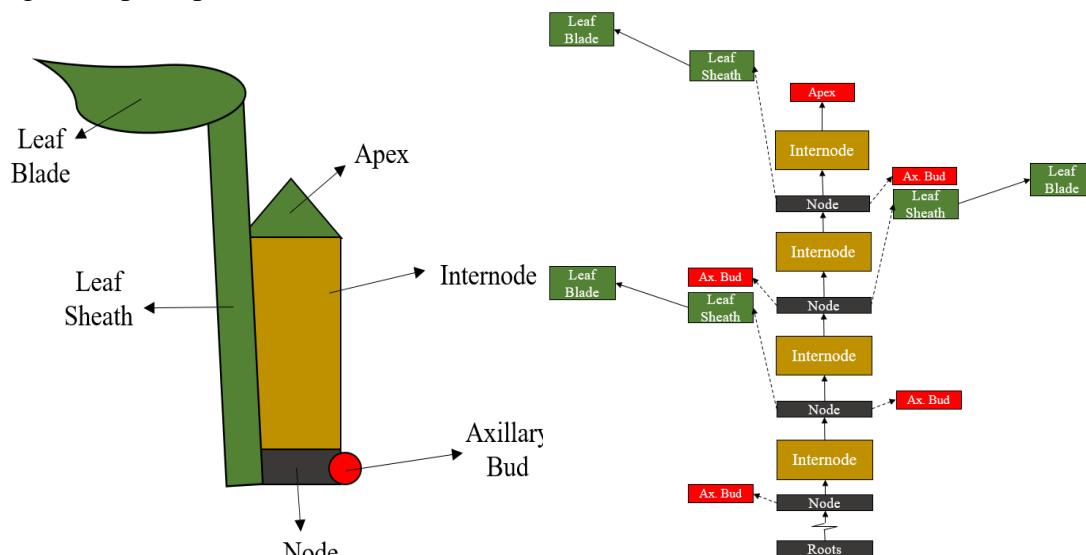 Leaf
Blade
Apex
Leaf
Sheath
Internode
Axillary
Bud
Node
Leaf
Blade
Leaf
Sheath
Apex
Internode
Ax. Bud
Leaf
Blade
Node
Leaf
Sheath
Internode
Leaf
Blade
Ax. Bud
Leaf
Sheath
Node
Internode
Node
Ax. Bud
Internode
Ax. Bud
Node
Roots